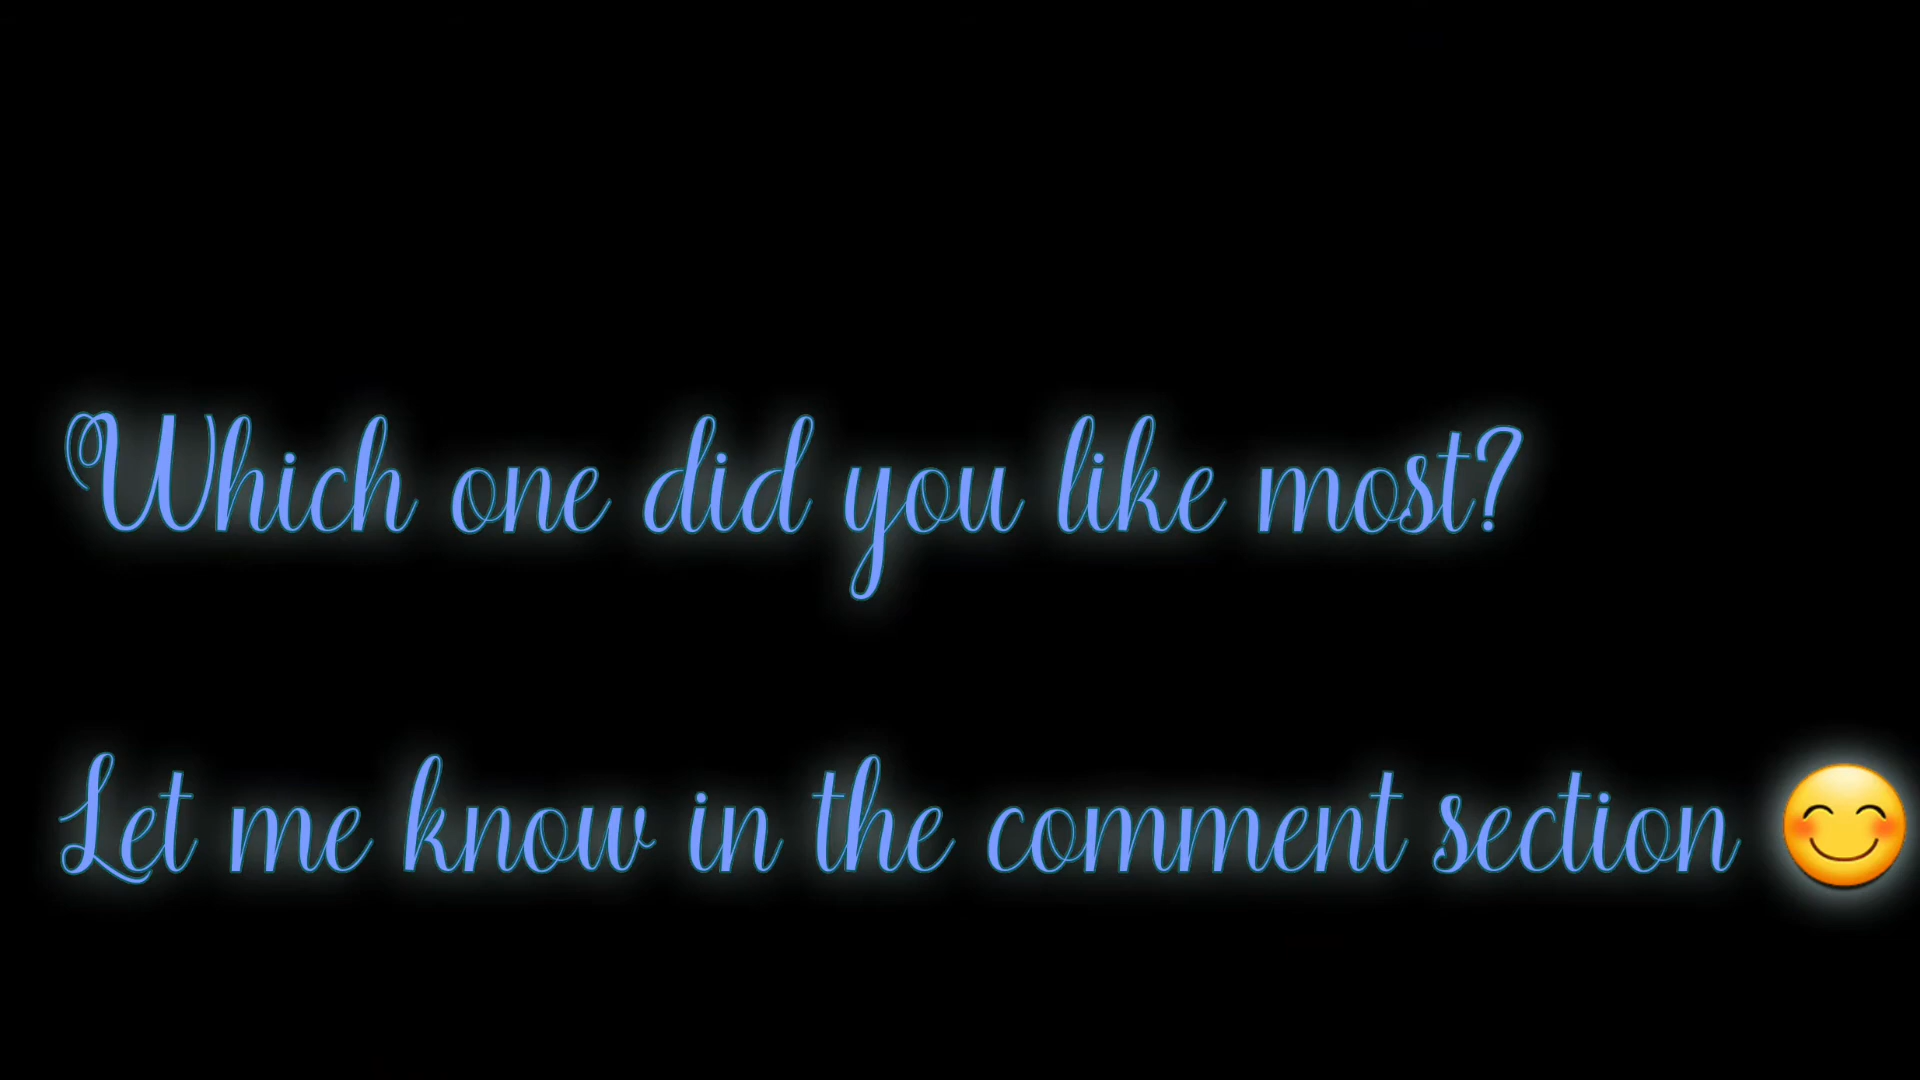 Which one did you like most?
Let me know in the comment section 😊